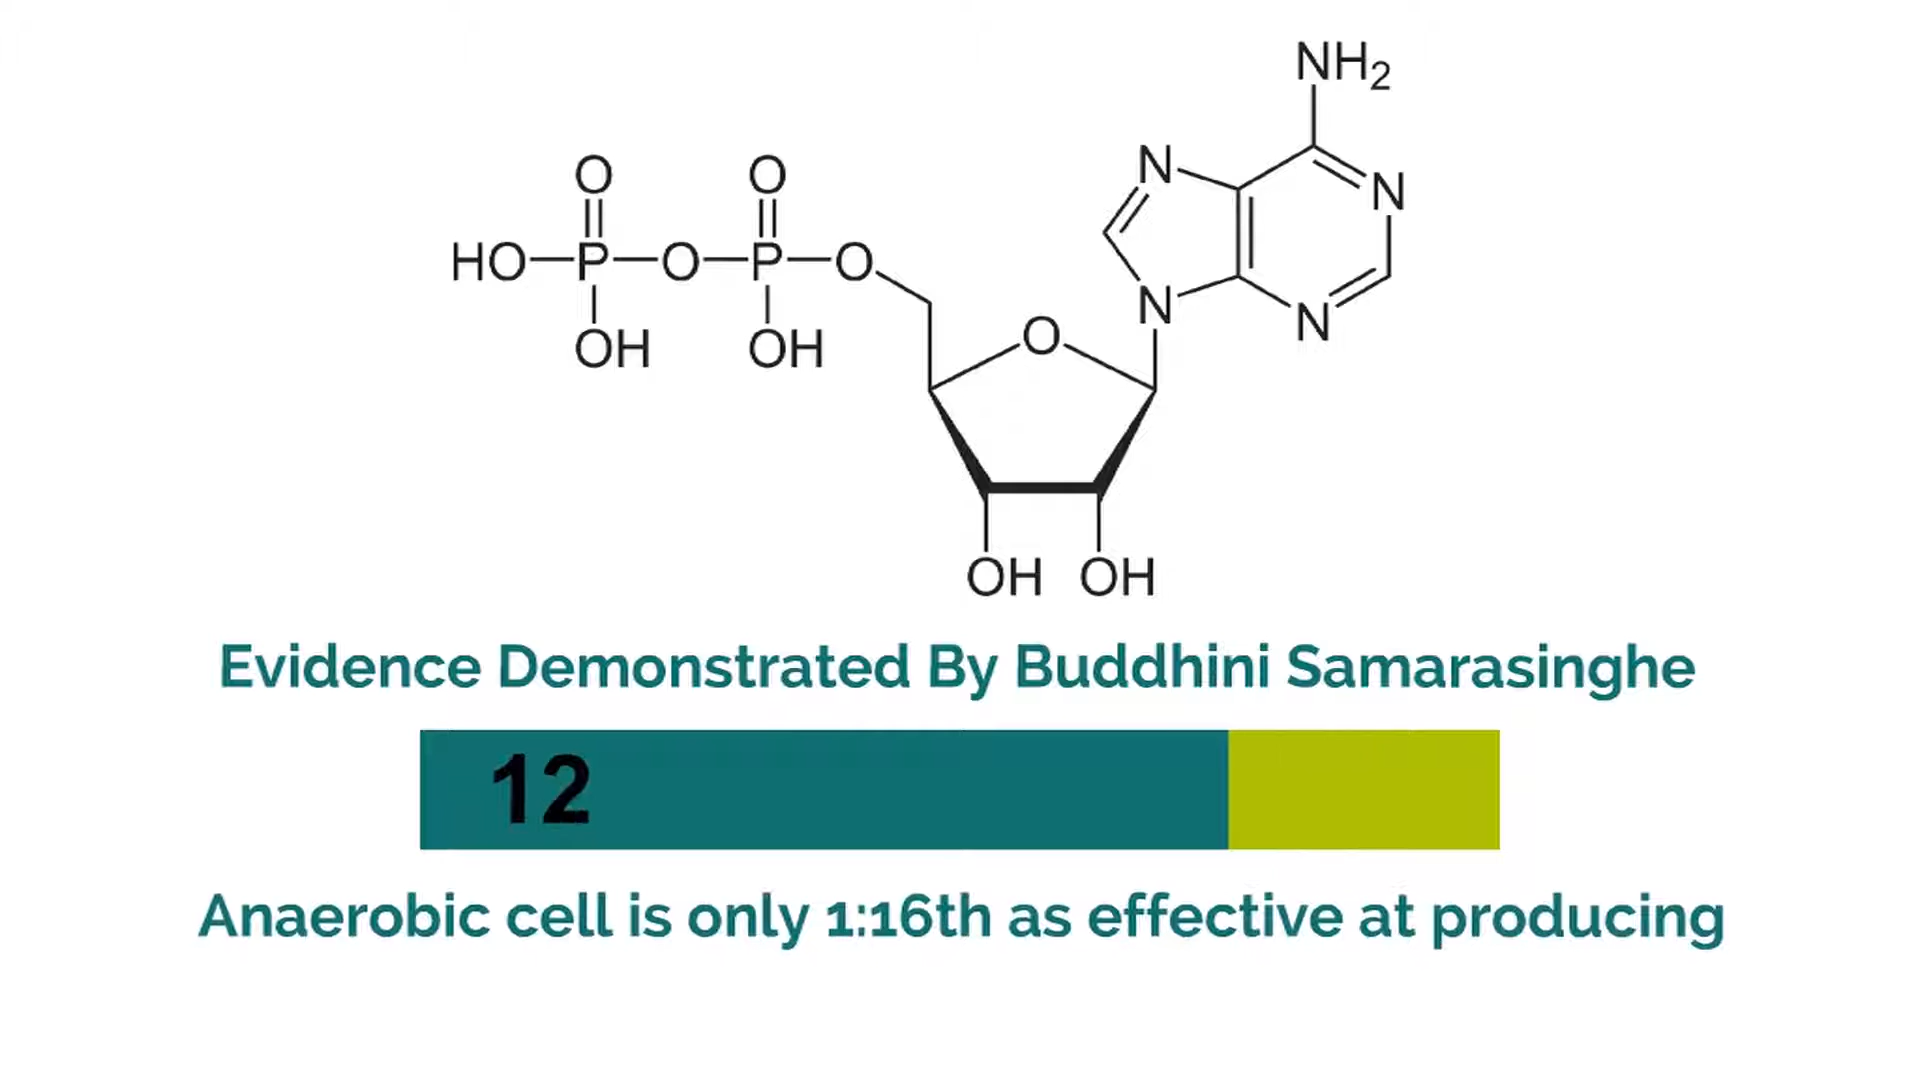 NH2
N
N
N
N
O O
HO P O P O
OH OH
O
OH OH
Evidence Demonstrated By Buddhini Samarasinghe
12
Anaerobic cell is only 1:16th as effective at producing